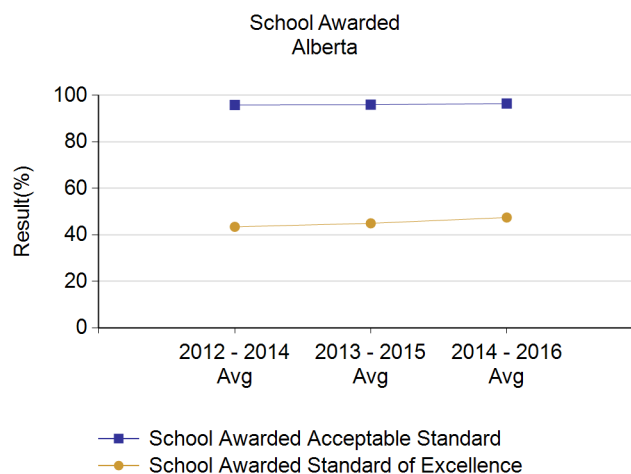 School Awarded
Alberta
100
80
60
40
20
0
Result(%)
2012 - 2014
Avg
2013 - 2015
Avg
2014 - 2016
Avg
School Awarded Acceptable Standard
School Awarded Standard of Excellence